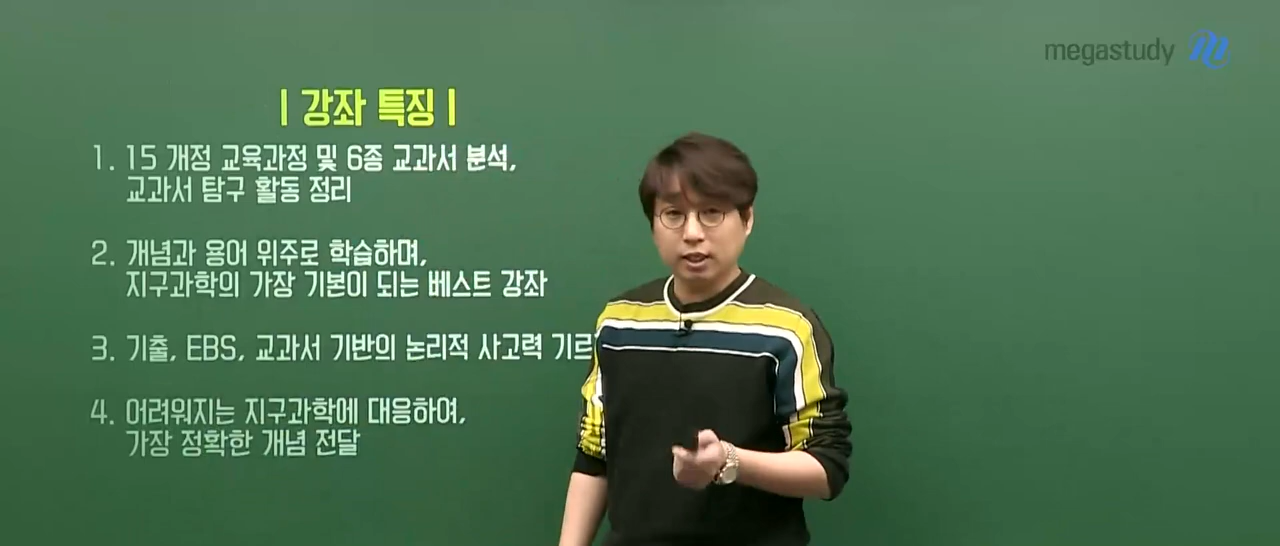 megastudy
| 강좌 특징 |
1. 15 개정 교육과정 및 6종 교과서 분석,
교과서 탐구 활동 정리
2. 개념과 용어 위주로 학습하며,
지구과학의 가장 기본이 되는 베스트 강좌
3. 기출, EBS, 교과서 기반의 논리적 사고력 기르
4. 어려워지는 지구과학에 대응하여,
가장 정확한 개념 전달